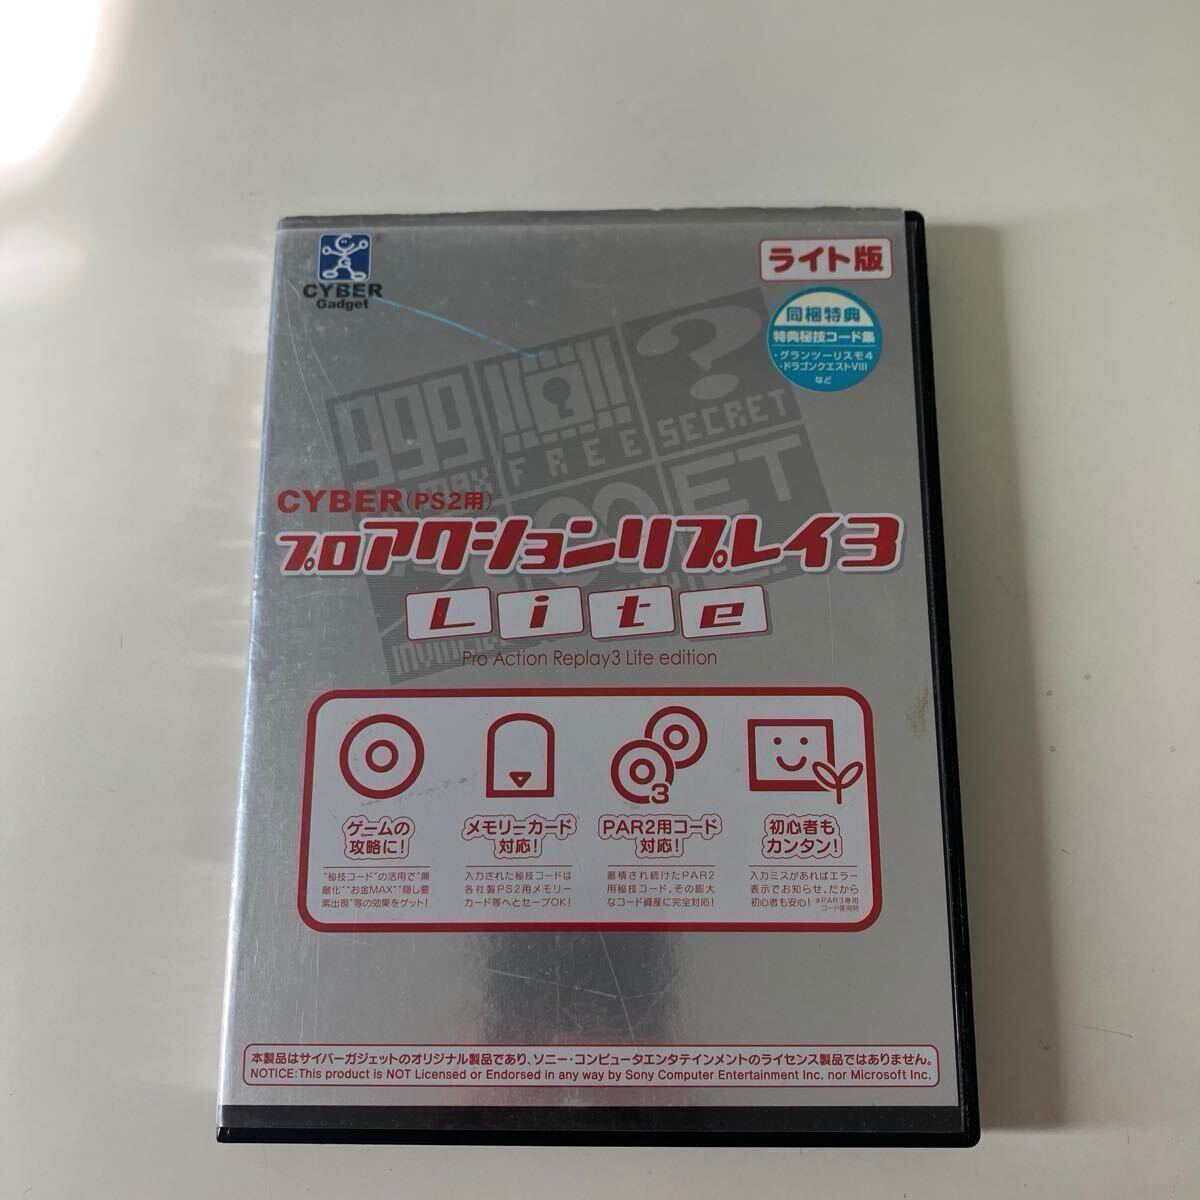 CYBER
Gadget
ライト版
同梱特典
特典秘技コード集
・グランツーリスモ4
・ドラゴンクエストVIII
など
999
MAX
FREE
SECRET
GET
CYBER(PS2用)
プロアクションリプレイ3
Lite
Pro Action Replay3 Lite edition
3
ゲームの
攻略に!
"秘技コード"の活用で"無
敵化""お金MAX""隠し要
素出現"等の効果をゲット!
メモリーカード
対応!
入力された秘技コードは
各社製PS2用メモリー
カード等へとセーブOK!
PAR2用コード
対応!
蓄積され続けたPAR2
用秘技コード。その膨大
なコード資産に完全対応!
初心者も
カンタン!
入力ミスがあればエラー
表示でお知らせ。だから
初心者も安心! ※PAR3専用
コード使用時
本製品はサイバーガジェットのオリジナル製品であり、ソニー・コンピュータエンタテインメントのライセンス製品ではありません。
NOTICE:This product is NOT Licensed or Endorsed in any way by Sony Computer Entertainment Inc. nor Microsoft Inc.